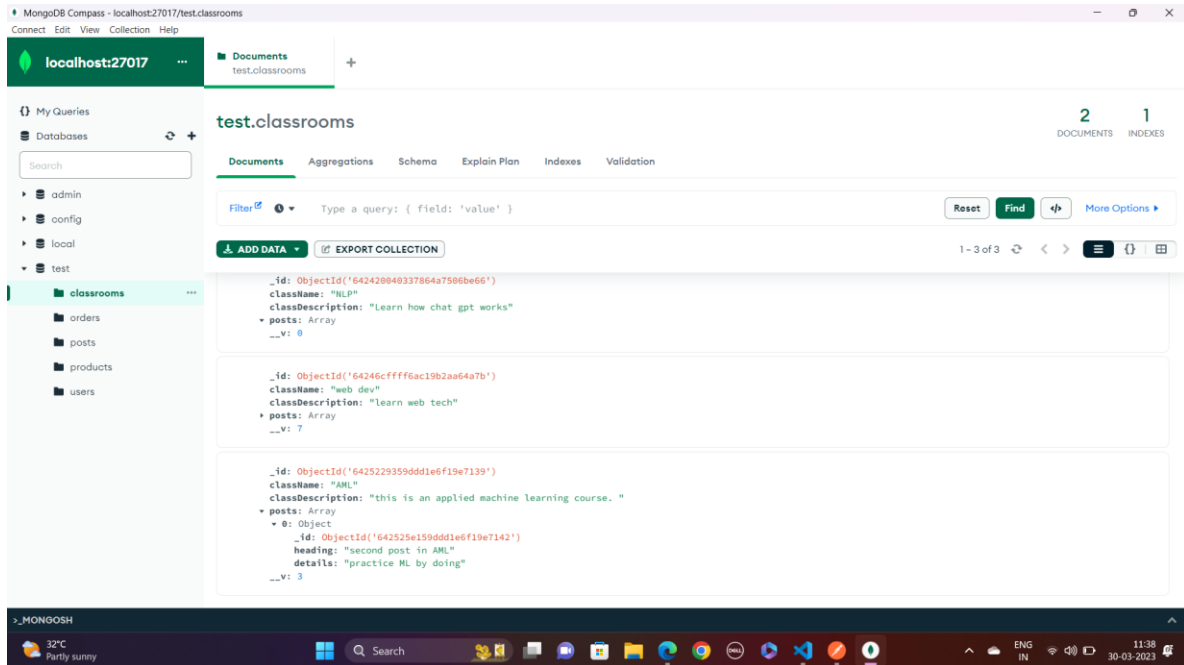 MongoDB Compass - localhost:27017/test.classrooms
Connect Edit View Collection Help
localhost:27017 ...
Documents
test.classrooms
+
{} My Queries
Databases
Search
admin
config
local
test
classrooms ...
orders
posts
products
users
test.classrooms
2
DOCUMENTS
1
INDEXES
Documents Aggregations Schema Explain Plan Indexes Validation
Filter Type a query: { field: 'value' } Reset Find </> More Options
ADD DATA EXPORT COLLECTION 1 - 3 of 3 {}
_id: ObjectId('642420040337864a7506be66')
className: "NLP"
classDescription: "Learn how chat gpt works"
posts: Array
__v: 0
_id: ObjectId('64246cffff6ac19b2aa64a7b')
className: "web dev"
classDescription: "learn web tech"
posts: Array
__v: 7
_id: ObjectId('6425229359ddd1e6f19e7139')
className: "AML"
classDescription: "this is an applied machine learning course. "
posts: Array
0: Object
_id: ObjectId('642525e159ddd1e6f19e7142')
heading: "second post in AML"
details: "practice ML by doing"
__v: 3
>_MONGOSH
32°C
Partly sunny
Search
DELL
ENG
IN
11:38
30-03-2023